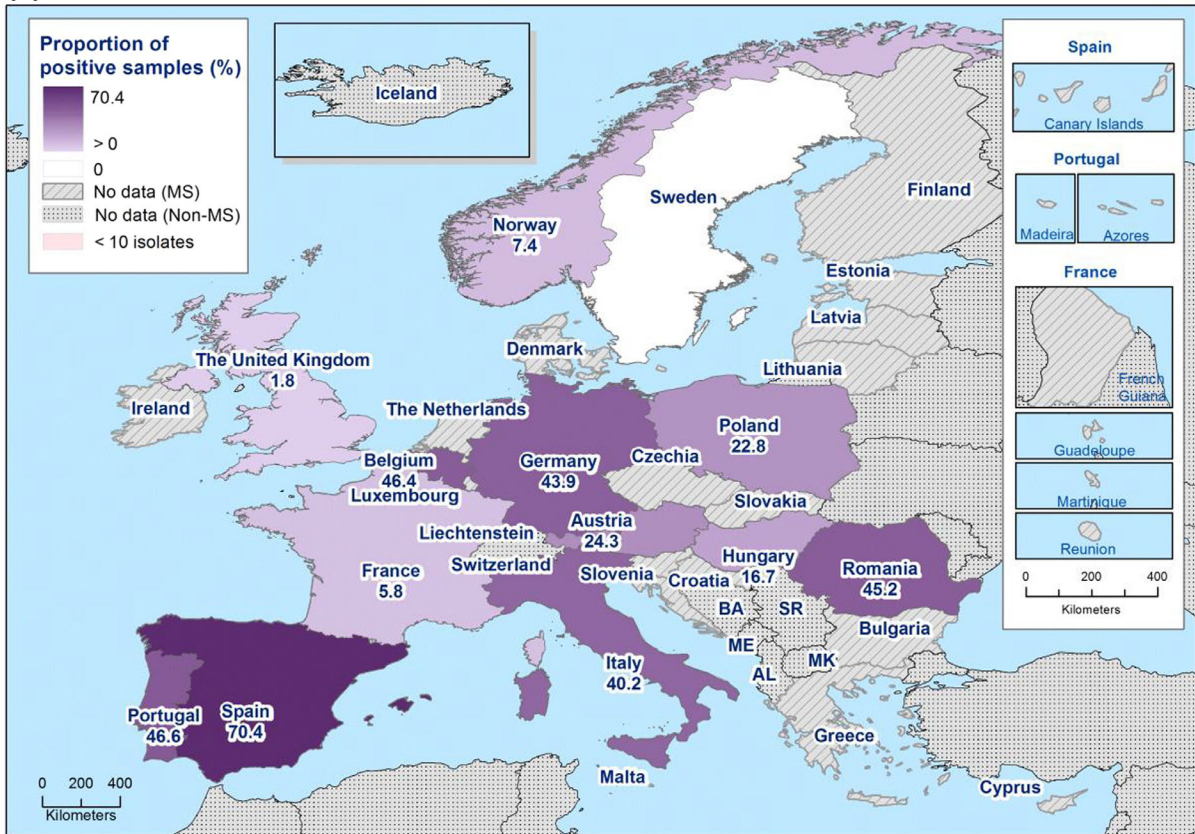 Proportion of
positive samples (%)
70.4
> 0
0
No data (MS)
No data (Non-MS)
< 10 isolates
Iceland
Spain
Canary Islands
Portugal
Madeira
Azores
France
French
Guiana
Guadeloupe
Martinique
Reunion
0 200 400
Kilometers
Finland
Sweden
Norway
7.4
Estonia
Latvia
Lithuania
Denmark
The United Kingdom
1.8
Ireland
The Netherlands
Poland
22.8
Belgium
46.4
Germany
43.9
Czechia
Luxembourg
Slovakia
Austria
24.3
Liechtenstein
Switzerland
Hungary
16.7
Romania
45.2
France
5.8
Slovenia
Croatia
BA
SR
Bulgaria
ME
MK
AL
Italy
40.2
Portugal
46.6
Spain
70.4
Greece
Malta
Cyprus
0 200 400
Kilometers